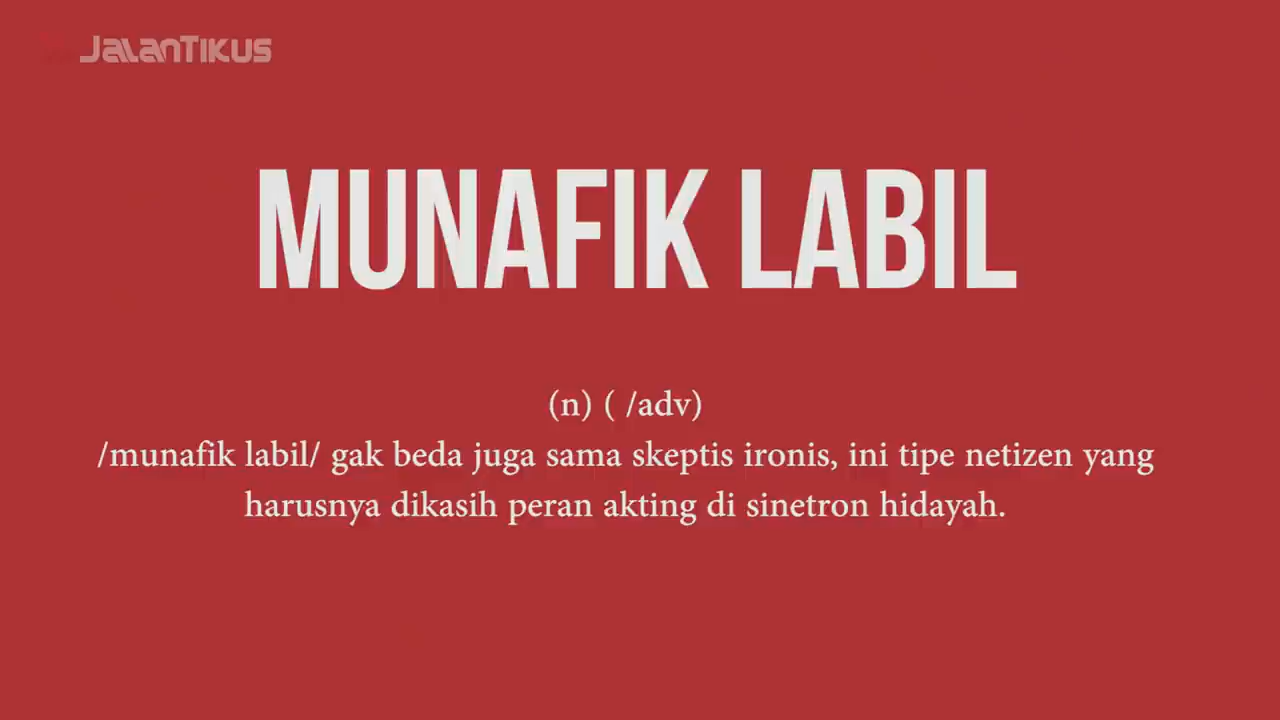 JALANTIKUS
MUNAFIK LABIL
(n) ( /adv)
/munafik labil/ gak beda juga sama skeptis ironis, ini tipe netizen yang
harusnya dikasih peran akting di sinetron hidayah.